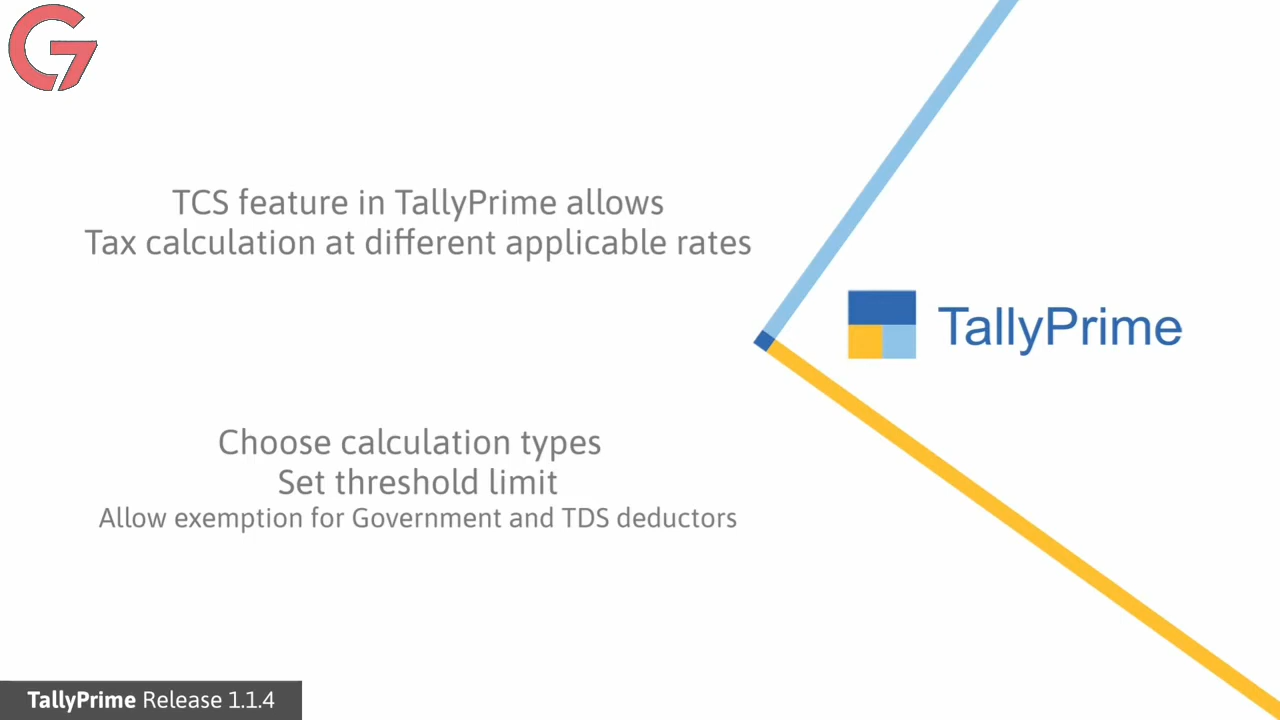 G7
TCS feature in TallyPrime allows
Tax calculation at different applicable rates
TallyPrime
Choose calculation types
Set threshold limit
Allow exemption for Government and TDS deductors
TallyPrime Release 1.1.4